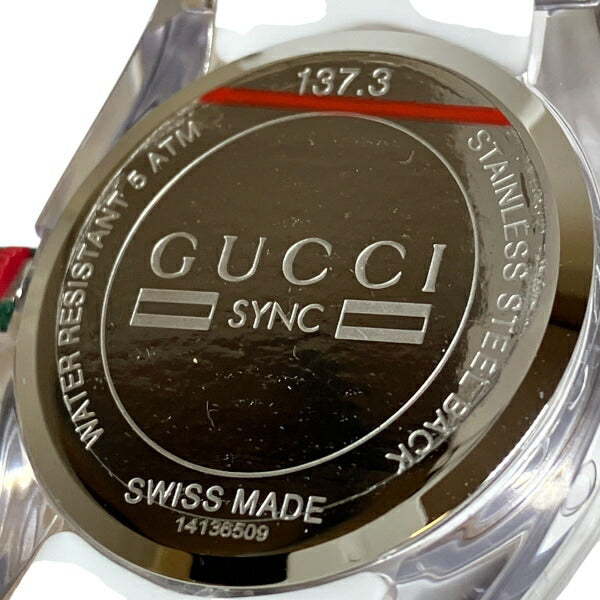 137.3
WATER RESISTANT 5 ATM
STAINLESS STEEL BACK
GUCCI
SYNC
SWISS MADE
14136509